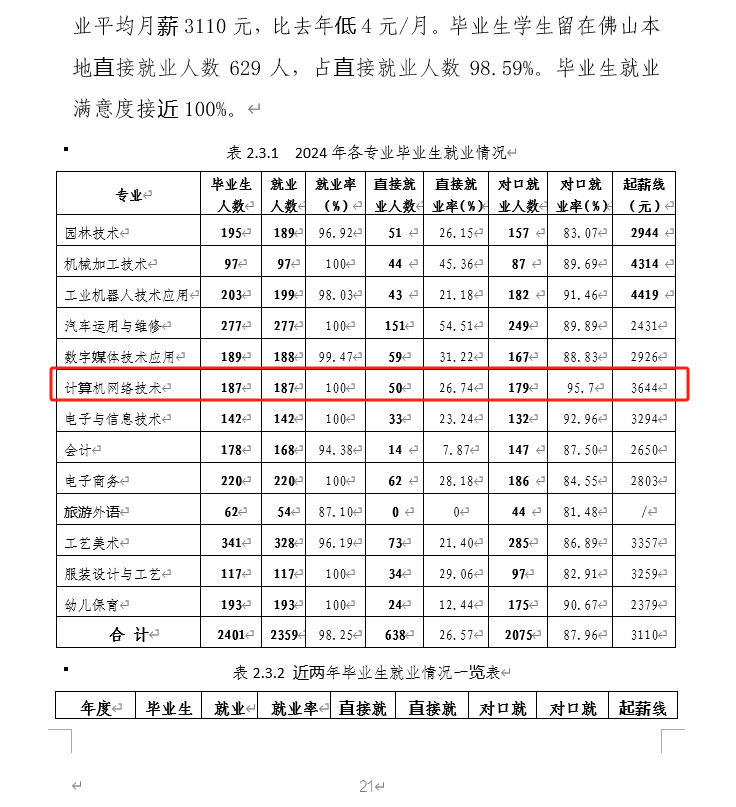 业平均月薪 3110 元，比去年低 4 元/月。毕业生学生留在佛山本
地直接就业人数 629 人，占直接就业人数 98.59%。毕业生就业
满意度接近 100%。
表 2.3.1 2024 年各专业毕业生就业情况
专业 毕业生人数 就业人数 就业率(%) 直接就业人数 直接就业率(%) 对口就业人数 对口就业率(%) 起薪线(元)
园林技术 195 189 96.92 51 26.15 157 83.07 2944
机械加工技术 97 97 100 44 45.36 87 89.69 4314
工业机器人技术应用 203 199 98.03 43 21.18 182 91.46 4419
汽车运用与维修 277 277 100 151 54.51 249 89.89 2431
数字媒体技术应用 189 188 99.47 59 31.22 167 88.83 2926
计算机网络技术 187 187 100 50 26.74 179 95.7 3644
电子与信息技术 142 142 100 33 23.24 132 92.96 3294
会计 178 168 94.38 14 7.87 147 87.50 2650
电子商务 220 220 100 62 28.18 186 84.55 2803
旅游外语 62 54 87.10 0 0 44 81.48 /
工艺美术 341 328 96.19 73 21.40 285 86.89 3357
服装设计与工艺 117 117 100 34 29.06 97 82.91 3259
幼儿保育 193 193 100 24 12.44 175 90.67 2379
合 计 2401 2359 98.25 638 26.57 2075 87.96 3110
表 2.3.2 近两年毕业生就业情况一览表
年度 毕业生 就业 就业率 直接就 直接就 对口就 对口就 起薪线
21